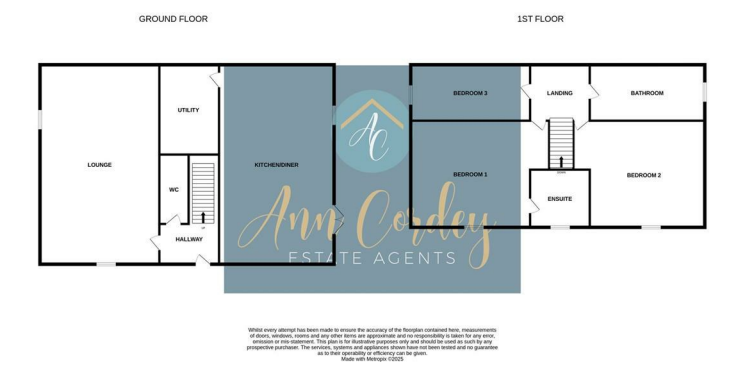 GROUND FLOOR
1ST FLOOR
LOUNGE
UTILITY
WC
UP
HALLWAY
KITCHEN/DINER
BEDROOM 3
LANDING
BATHROOM
BEDROOM 1
DOWN
ENSUITE
BEDROOM 2
AC
Ann Cordey
ESTATE AGENTS
Whilst every attempt has been made to ensure the accuracy of the floorplan contained here, measurements
of doors, windows, rooms and any other items are approximate and no responsibility is taken for any error,
omission or mis-statement. This plan is for illustrative purposes only and should be used as such by any
prospective purchaser. The services, systems and appliances shown have not been tested and no guarantee
as to their operability or efficiency can be given.
Made with Metropix ©2025